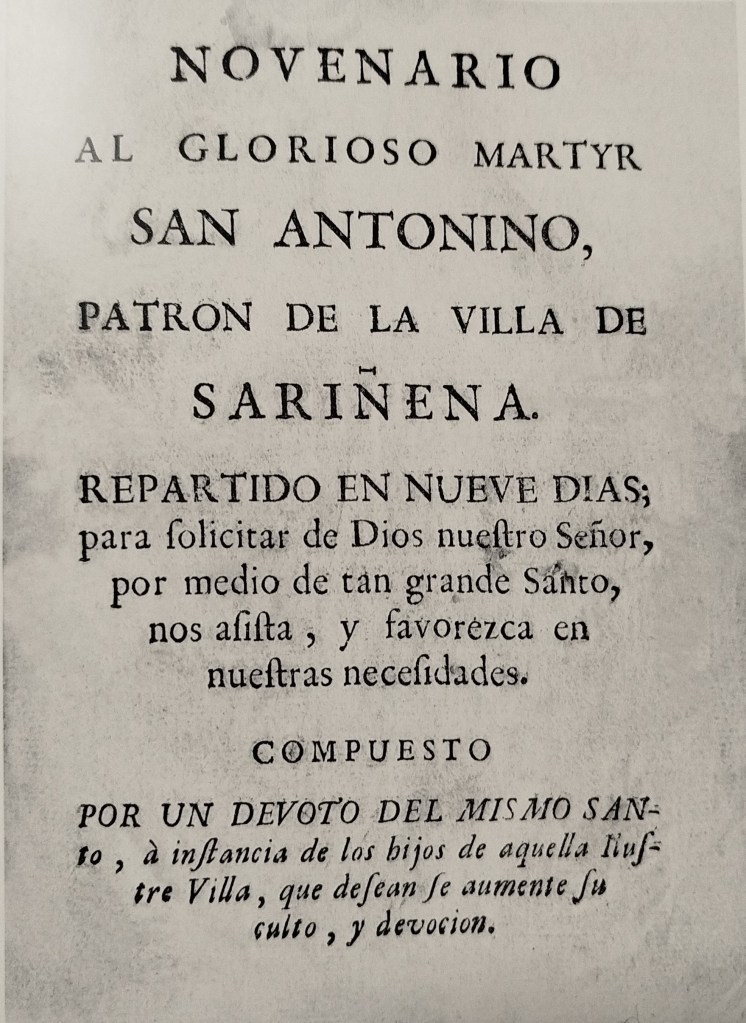 NOVENARIO
AL GLORIOSO MARTYR
SAN ANTONINO,
PATRON DE LA VILLA DE
SARIÑENA.
REPARTIDO EN NUEVE DIAS;
para ſolicitar de Dios nueſtro Señor,
por medio de tan grande Santo,
nos aſiſta, y favorezca en
nueſtras neceſidades.
COMPUESTO
POR UN DEVOTO DEL MISMO SAN-
to, à inſtancia de los hijos de aquella Iluſ-
tre Villa, que deſean ſe aumente ſu
culto, y devocion.